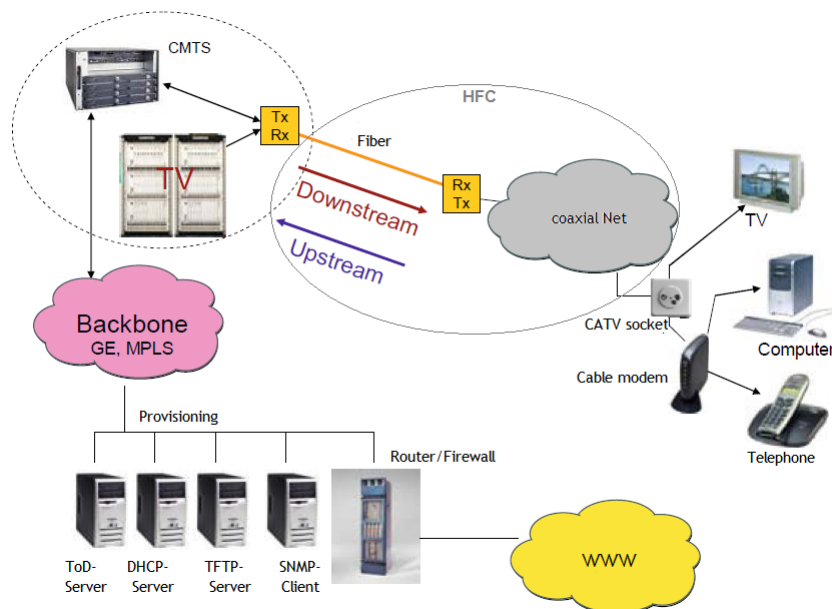 CMTS
HFC
Tx
Rx
Fiber
TV
Rx
Tx
Downstream
coaxial Net
TV
Upstream
Backbone
GE, MPLS
CATV socket
Computer
Cable modem
Provisioning
Router/Firewall
Telephone
WWW
ToD-
Server
DHCP-
Server
TFTP-
Server
SNMP-
Client